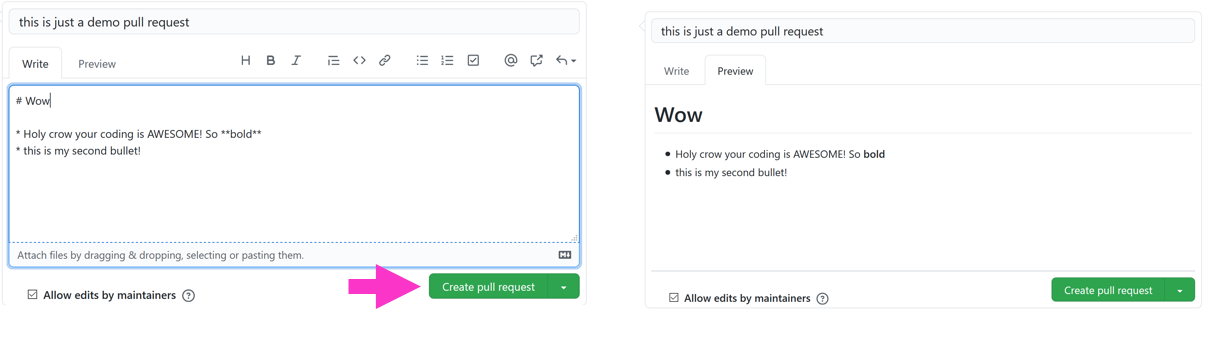 this is just a demo pull request
Write Preview H B I
# Wow
* Holy crow your coding is AWESOME! So **bold**
* this is my second bullet!
Attach files by dragging & dropping, selecting or pasting them.
Allow edits by maintainers ?
Create pull request
this is just a demo pull request
Write Preview
Wow
• Holy crow your coding is AWESOME! So bold
• this is my second bullet!
Allow edits by maintainers ?
Create pull request